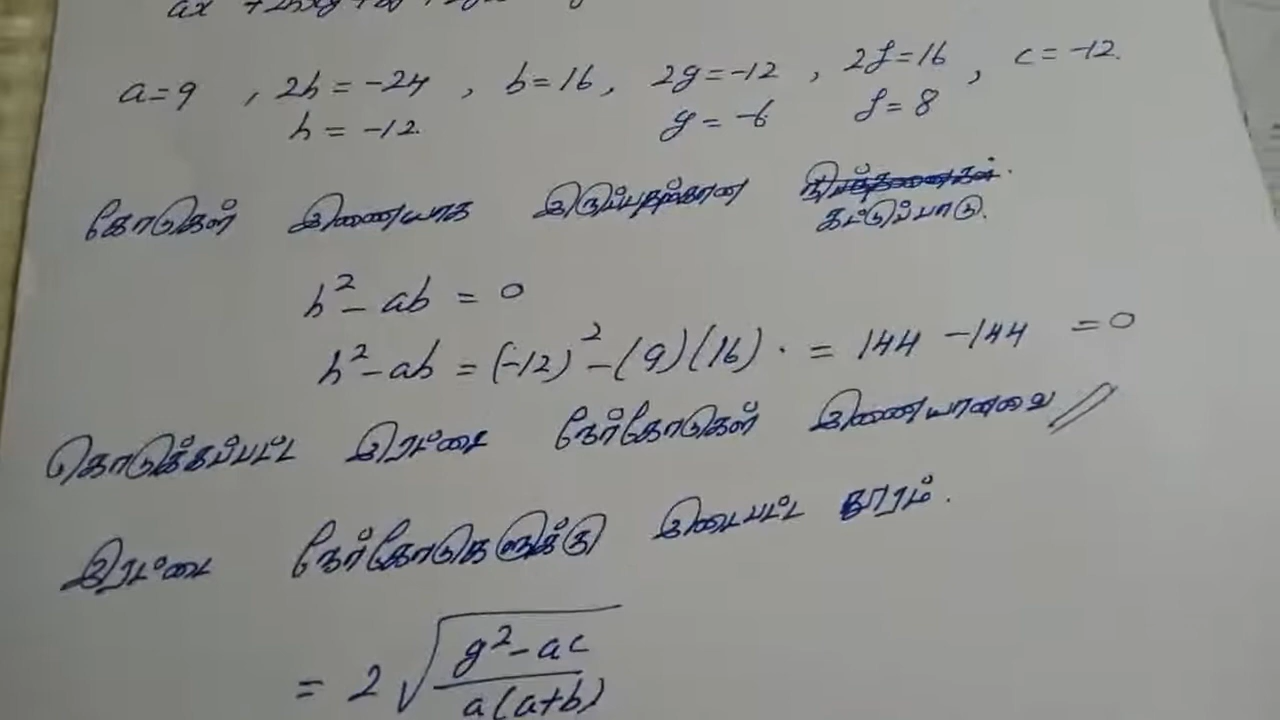 a=9 , 2h = -24 , b=16 , 2g=-12 , 2f=16 , c=-12.
h = -12. g = -6 f = 8
கோடுகள் இணையாக இருப்பதற்கான
கட்டுப்பாடு.
h² - ab = 0
h² - ab = (-12)² - (9)(16) . = 144 - 144 = 0
கொடுக்கப்பட்ட இரட்டை நேர்கோடுகள் இணையானவை //
இரட்டை நேர்கோடுகளுக்கு இடைபட்ட தூரம் .
= 2 √ g² - ac
a(a+b)